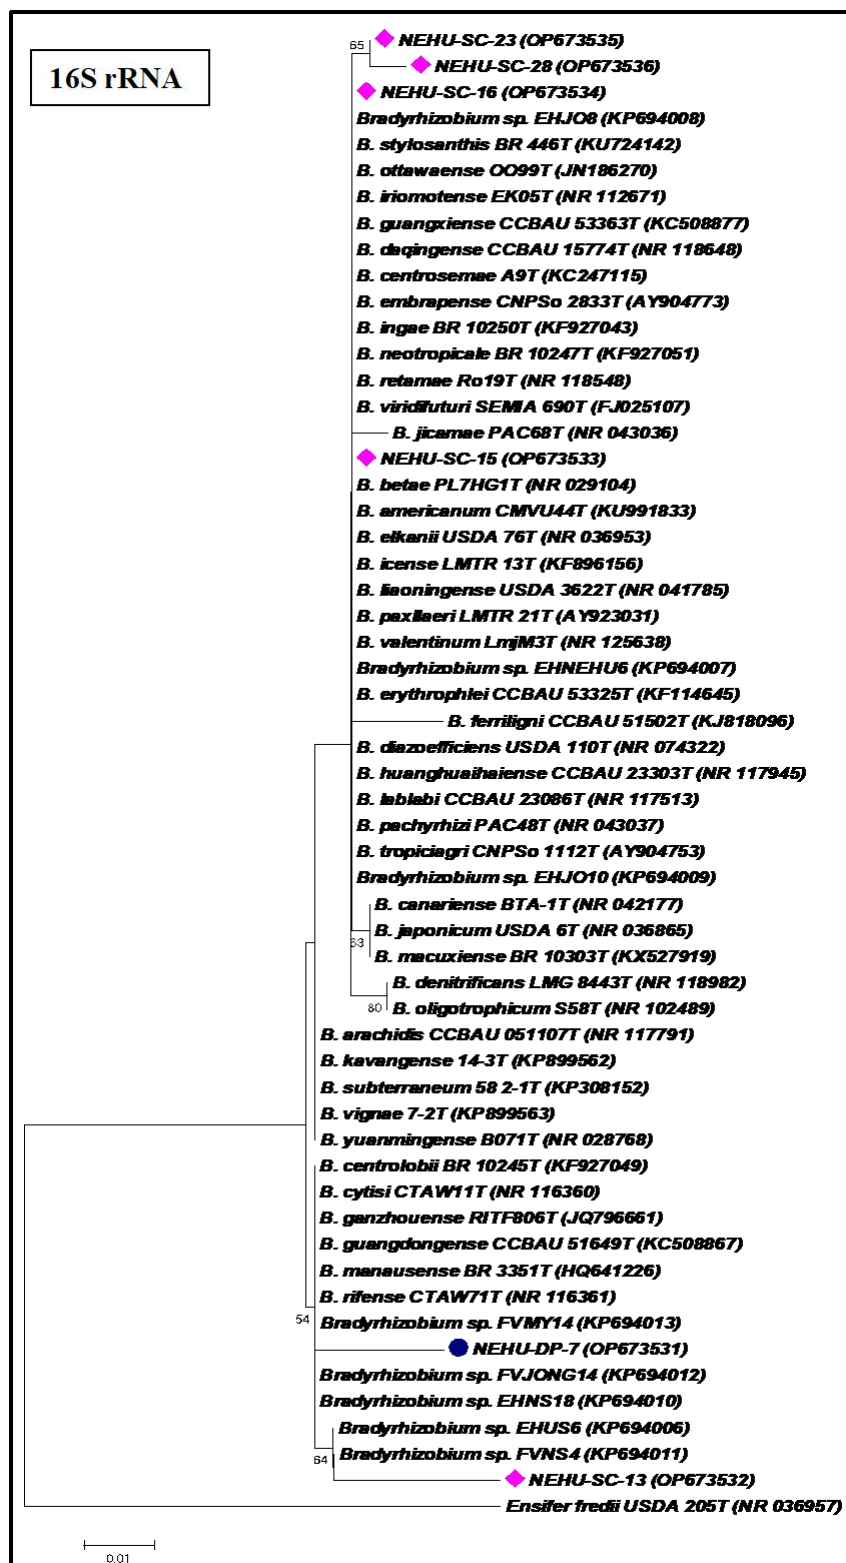 65
NEHU-SC-23 (OP673535)
NEHU-SC-28 (OP673536)
16S rRNA
NEHU-SC-16 (OP673534)
Bradyrhizobium sp. EHJO8 (KP694008)
B. stylosanthis BR 446T (KU724142)
B. ottawaense OO99T (JN186270)
B. iriomotense EK05T (NR 112671)
B. guangxiense CCBAU 53363T (KC508877)
B. daqingense CCBAU 15774T (NR 118648)
B. centrosemae A9T (KC247115)
B. embrapense CNPSo 2833T (AY904773)
B. ingae BR 10250T (KF927043)
B. neotropicale BR 10247T (KF927051)
B. retamae Ro19T (NR 118548)
B. viridifuturi SEMIA 690T (FJ025107)
B. jicamae PAC68T (NR 043036)
NEHU-SC-15 (OP673533)
B. betae PL7HG1T (NR 029104)
B. americanum CMVU44T (KU991833)
B. elkanii USDA 76T (NR 036953)
B. icense LMTR 13T (KF896156)
B. liaoningense USDA 3622T (NR 041785)
B. paxllaeri LMTR 21T (AY923031)
B. valentinum LmjM3T (NR 125638)
Bradyrhizobium sp. EHNEHU6 (KP694007)
B. erythrophlei CCBAU 53325T (KF114645)
B. ferriligni CCBAU 51502T (KJ818096)
B. diazoefficiens USDA 110T (NR 074322)
B. huanghuaihaiense CCBAU 23303T (NR 117945)
B. lablabi CCBAU 23086T (NR 117513)
B. pachyrhizi PAC48T (NR 043037)
B. tropiciagri CNPSo 1112T (AY904753)
Bradyrhizobium sp. EHJO10 (KP694009)
B. canariense BTA-1T (NR 042177)
B. japonicum USDA 6T (NR 036865)
63
B. macuxiense BR 10303T (KX527919)
B. denitrificans LMG 8443T (NR 118982)
80
B. oligotrophicum S58T (NR 102489)
B. arachidis CCBAU 051107T (NR 117791)
B. kavangense 14-3T (KP899562)
B. subterraneum 58 2-1T (KP308152)
B. vignae 7-2T (KP899563)
B. yuanmingense B071T (NR 028768)
B. centrolobii BR 10245T (KF927049)
B. cytisi CTAW11T (NR 116360)
B. ganzhouense RITF806T (JQ796661)
B. guangdongense CCBAU 51649T (KC508867)
B. manausense BR 3351T (HQ641226)
B. rifense CTAW71T (NR 116361)
54
Bradyrhizobium sp. FVMY14 (KP694013)
NEHU-DP-7 (OP673531)
Bradyrhizobium sp. FVJONG14 (KP694012)
Bradyrhizobium sp. EHNS18 (KP694010)
Bradyrhizobium sp. EHUS6 (KP694006)
Bradyrhizobium sp. FVNS4 (KP694011)
64
NEHU-SC-13 (OP673532)
Ensifer fredii USDA 205T (NR 036957)
0.01